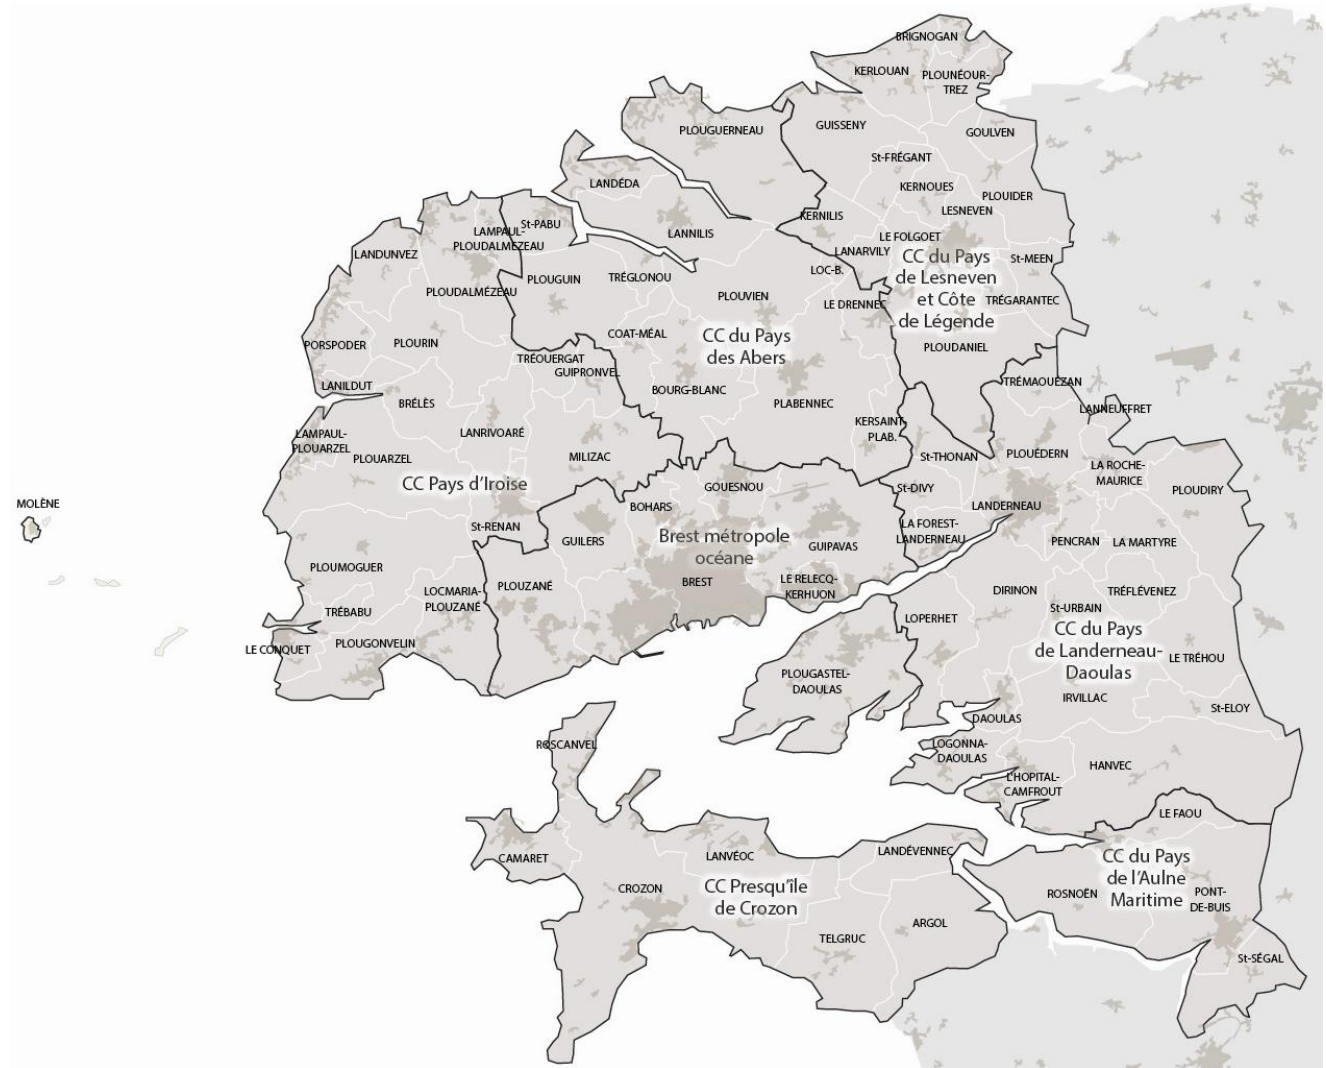 BRIGNOGAN
KERLOUAN
PLOUNÉOUR-
TREZ
PLOUGUERNEAU
GUISSENY
GOULVEN
St-FRÉGANT
LANDÉDA
KERNOUES
PLOUIDER
LESNEVEN
KERNILIS
St-PABU
LANNILIS
LAMPAUL-
PLOUDALMEZEAU
LE FOLGOET
LANARVILY
LANDUNVEZ
CC du Pays
de Lesneven
et Côte
de Légende
St-MEEN
LOC-B.
PLOUGUIN
TRÉGLONOU
PLOUDALMÉZEAU
PLOUVIEN
LE DRENNEC
TRÉGARANTEC
COAT-MÉAL
CC du Pays
des Abers
PORSPODER
PLOURIN
PLOUDANIEL
TRÉOUERGAT
GUIPRONVEL
LANILDUT
BOURG-BLANC
TRÉMAOUÉZAN
BRÉLÈS
PLABENNEC
LANNEUFFRET
KERSAINT-
PLAB.
LAMPAUL-
PLOUARZEL
LANRIVOARÉ
PLOUARZEL
MILIZAC
St-THONAN
PLOUÉDERN
LA ROCHE-
MAURICE
CC Pays d'Iroise
GOUESNOU
St-DIVY
PLOUDIRY
MOLÈNE
BOHARS
LANDERNEAU
St-RENAN
LA FOREST-
LANDERNEAU
GUILERS
Brest métropole
océane
GUIPAVAS
PENCRAN
LA MARTYRE
PLOUMOGUER
BREST
LE RELECQ-
KERHUON
PLOUZANÉ
LOCMARIA-
PLOUZANÉ
DIRINON
TRÉFLÉVENEZ
TRÉBABU
St-URBAIN
LOPERHET
CC du Pays
de Landerneau-
Daoulas
LE CONQUET
PLOUGONVELIN
LE TRÉHOU
PLOUGASTEL-
DAOULAS
IRVILLAC
St-ELOY
DAOULAS
ROSCANVEL
LOGONNA-
DAOULAS
HANVEC
L'HOPITAL-
CAMFROUT
LE FAOU
CAMARET
LANVÉOC
LANDÉVENNEC
CC du Pays
de l'Aulne
Maritime
CROZON
CC Presqu'île
de Crozon
ROSNOËN
PONT-
DE-BUIS
ARGOL
TELGRUC
St-SÉGAL